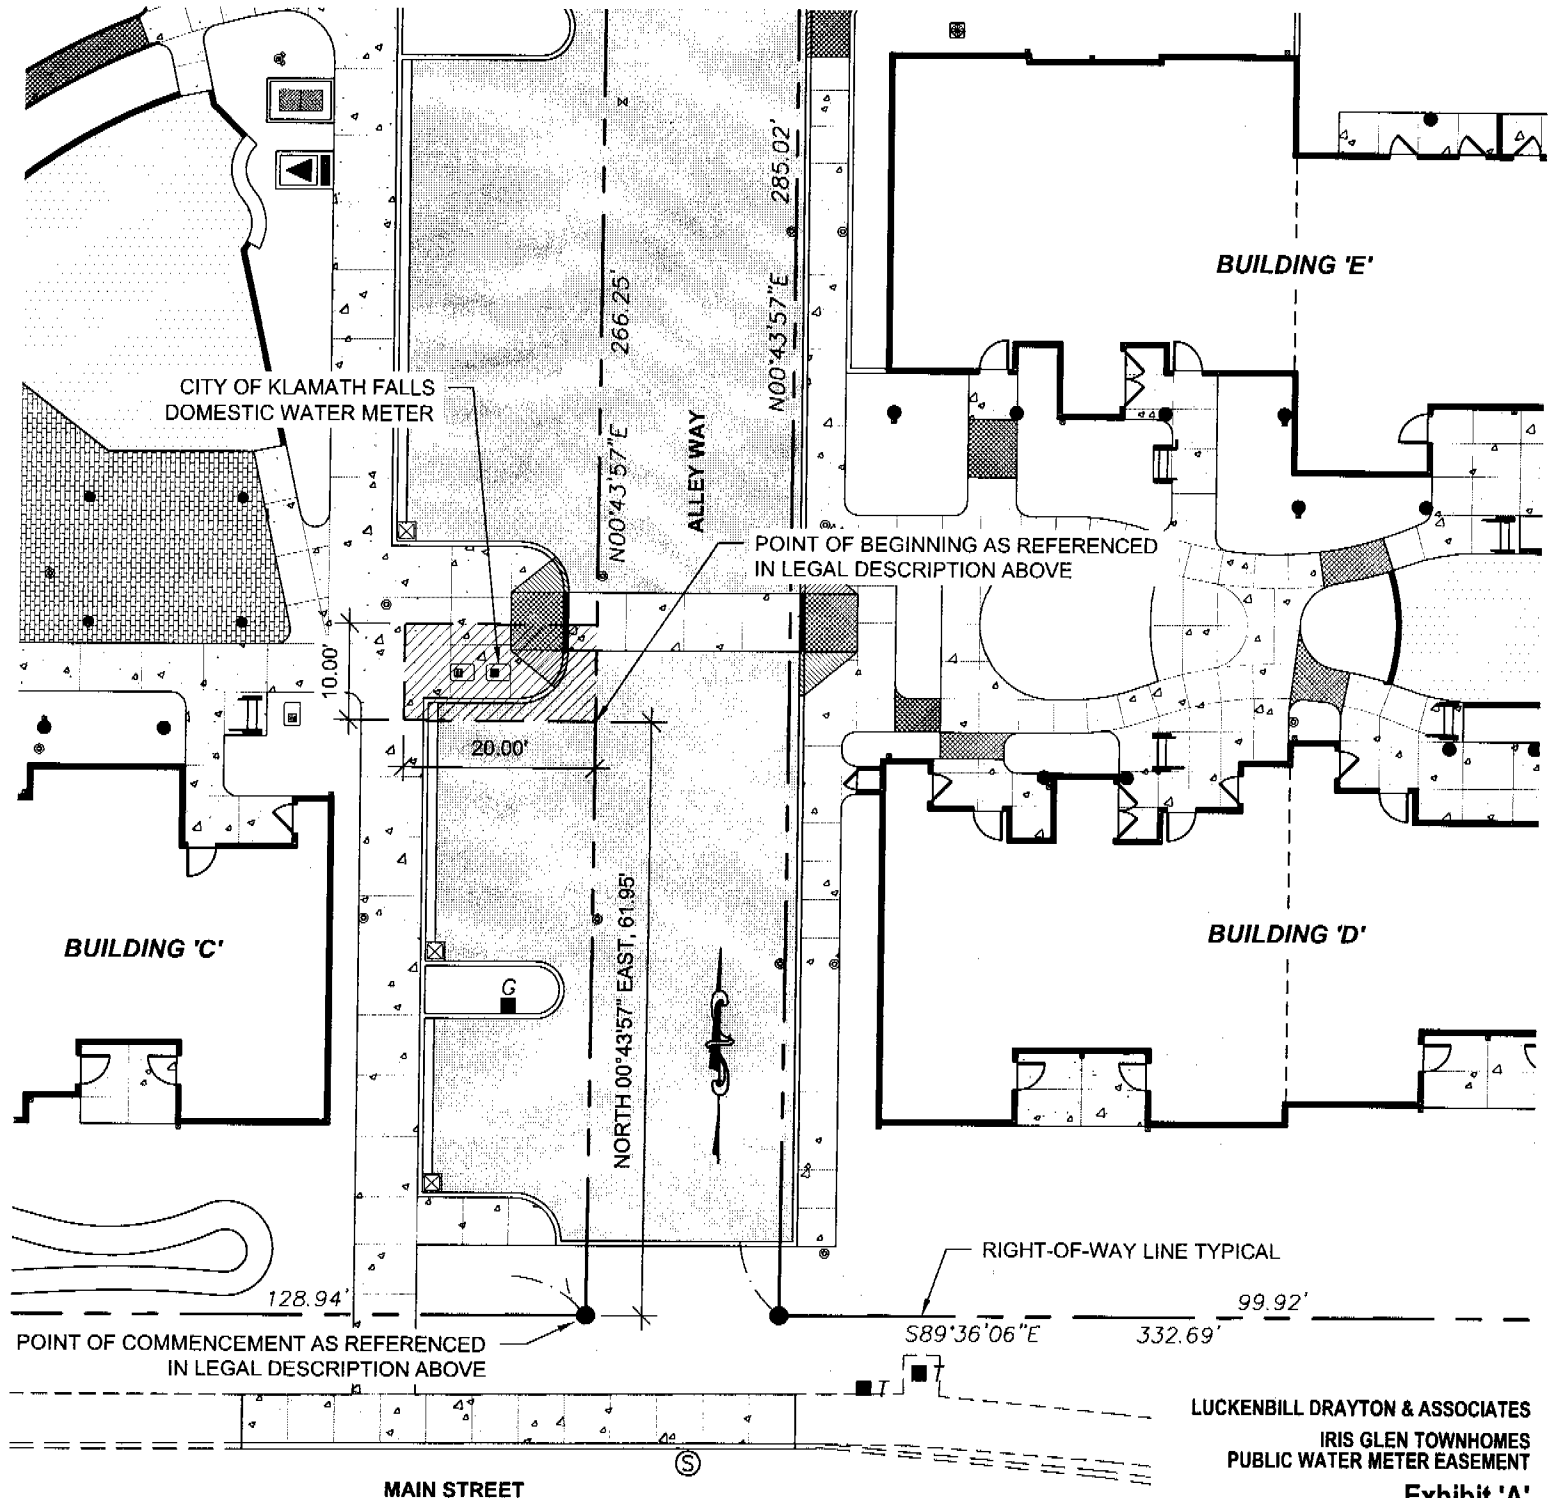 285.02'
N00°43'57"E
BUILDING 'E'
266.25'
N00°43'57"E
CITY OF KLAMATH FALLS
DOMESTIC WATER METER
ALLEY WAY
POINT OF BEGINNING AS REFERENCED
IN LEGAL DESCRIPTION ABOVE
10.00'
20.00'
NORTH 00°43'57" EAST, 61.95'
BUILDING 'C'
BUILDING 'D'
G
RIGHT-OF-WAY LINE TYPICAL
128.94'
99.92'
S89°36'06"E
332.69'
POINT OF COMMENCEMENT AS REFERENCED
IN LEGAL DESCRIPTION ABOVE
T
T
LUCKENBILL DRAYTON & ASSOCIATES
IRIS GLEN TOWNHOMES
PUBLIC WATER METER EASEMENT
Exhibit 'A'
S
MAIN STREET